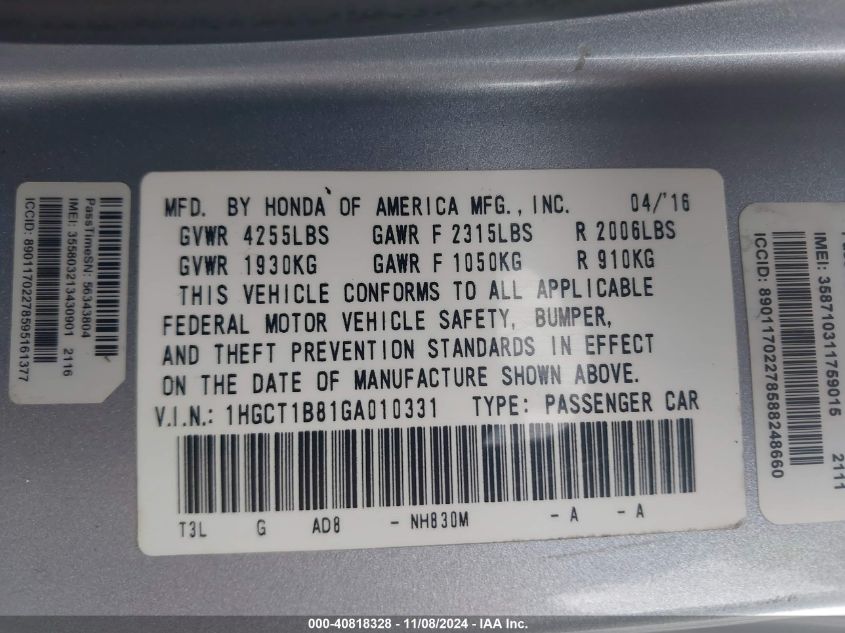 PassTimeSN: 56343804
IMEI: 355803213430901 2116
ICCID: 89011702278595161377
MFD. BY HONDA OF AMERICA MFG., INC. 04/'16
GVWR 4255LBS GAWR F 2315LBS R 2006LBS
GVWR 1930KG GAWR F 1050KG R 910KG
THIS VEHICLE CONFORMS TO ALL APPLICABLE
FEDERAL MOTOR VEHICLE SAFETY, BUMPER,
AND THEFT PREVENTION STANDARDS IN EFFECT
ON THE DATE OF MANUFACTURE SHOWN ABOVE.
V.I.N.: 1HGCT1B81GA010331 TYPE: PASSENGER CAR
T3L G AD8 - NH830M - A - A
IMEI: 358710311759015 2111
ICCID: 89011702278588248660
000-40818328 - 11/08/2024 - IAA Inc.